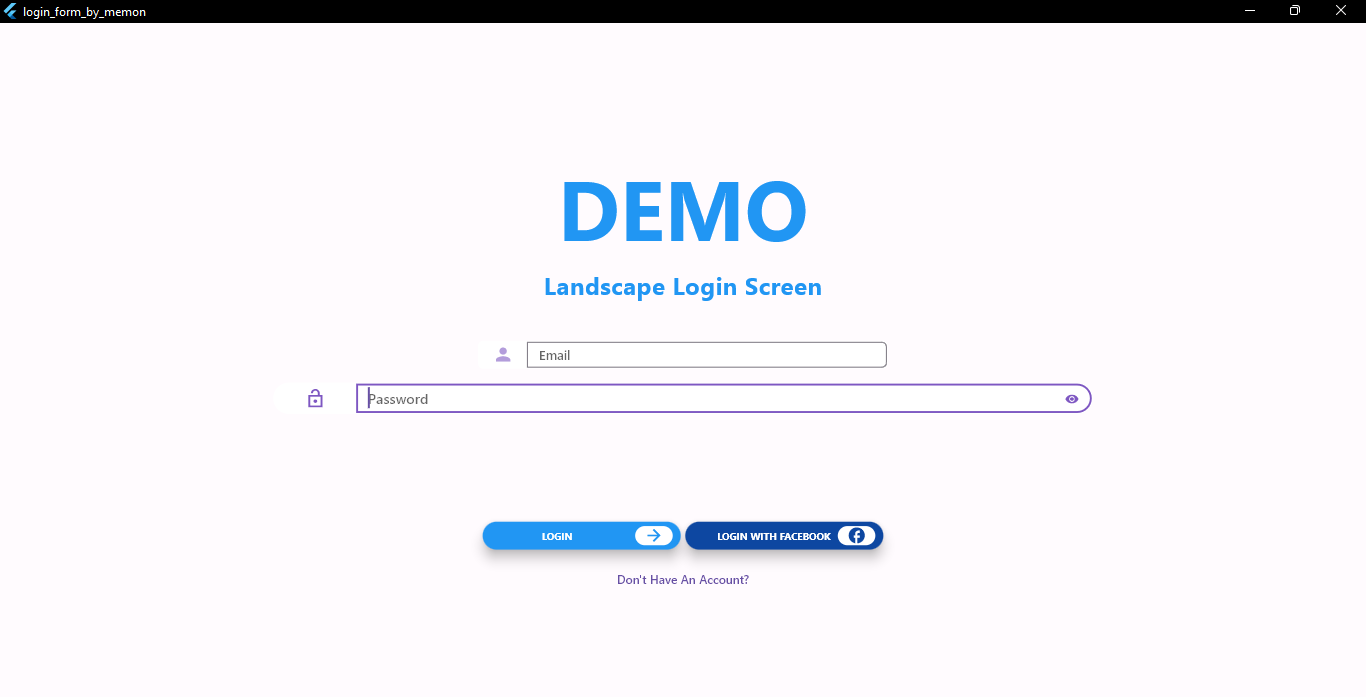 login_form_by_memon
DEMO
Landscape Login Screen
Email
Password
LOGIN
LOGIN WITH FACEBOOK
Don't Have An Account?